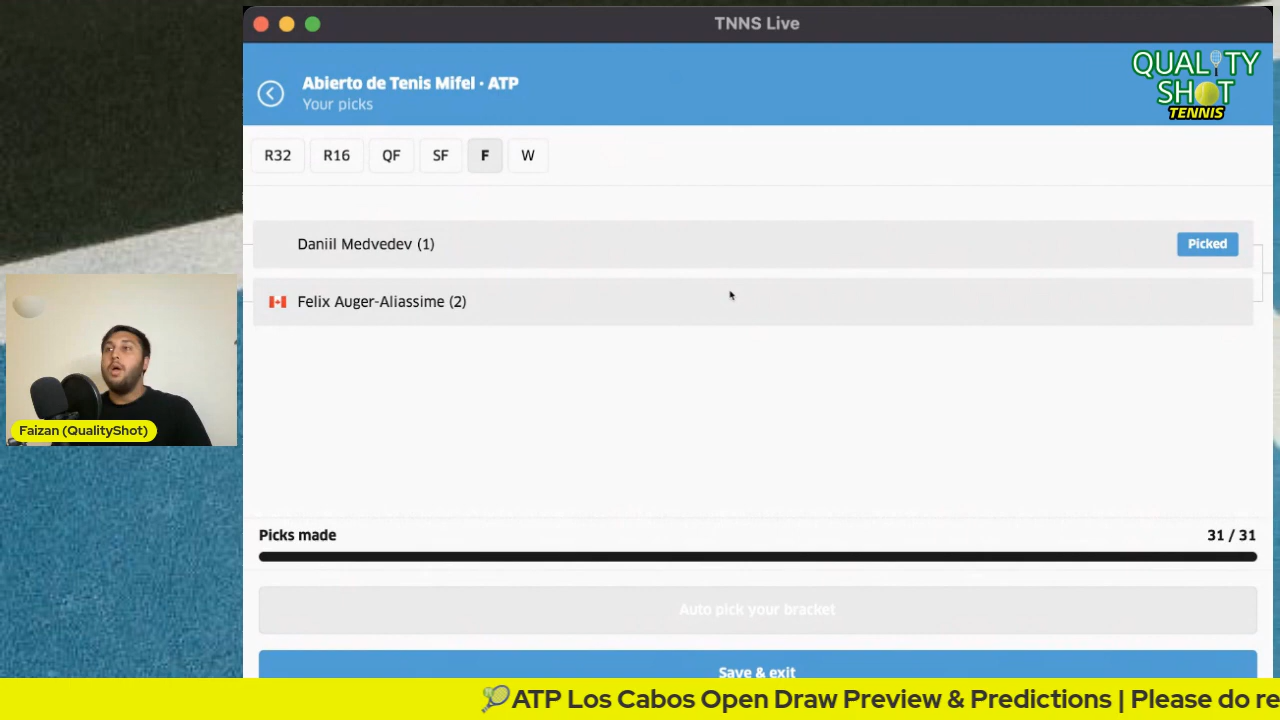 TNNS Live
Abierto de Tenis Mifel · ATP
Your picks
QUALITY
SHOT
TENNIS
R32 R16 QF SF F W
Daniil Medvedev (1) Picked
Felix Auger-Aliassime (2)
Faizan (QualityShot)
Picks made 31 / 31
Auto pick your bracket
Save & exit
ATP Los Cabos Open Draw Preview & Predictions | Please do re